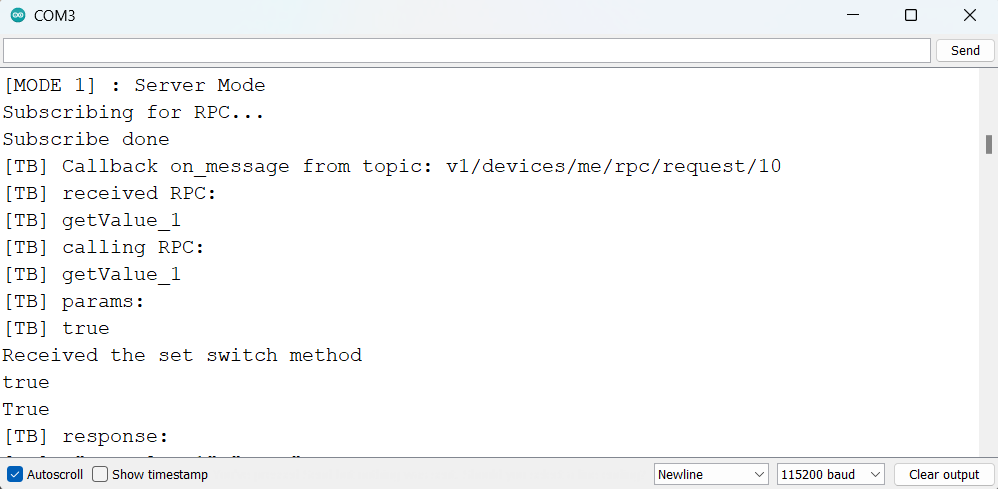 COM3
Send
[MODE 1] : Server Mode
Subscribing for RPC...
Subscribe done
[TB] Callback on_message from topic: v1/devices/me/rpc/request/10
[TB] received RPC:
[TB] getValue_1
[TB] calling RPC:
[TB] getValue_1
[TB] params:
[TB] true
Received the set switch method
true
True
[TB] response:
Autoscroll Show timestamp Newline 115200 baud Clear output